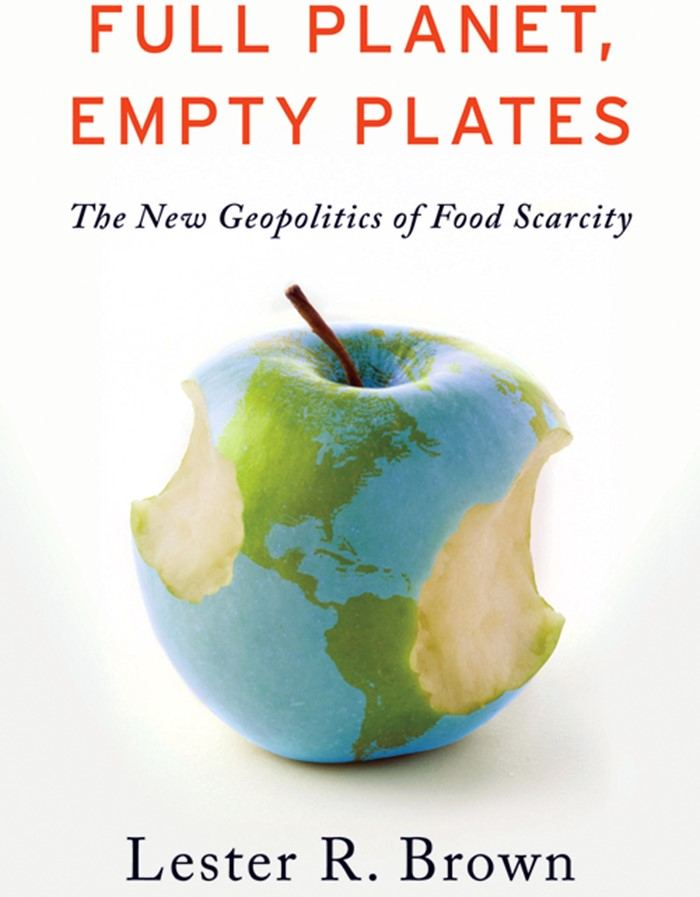 FULL PLANET,
EMPTY PLATES
The New Geopolitics of Food Scarcity
Lester R. Brown